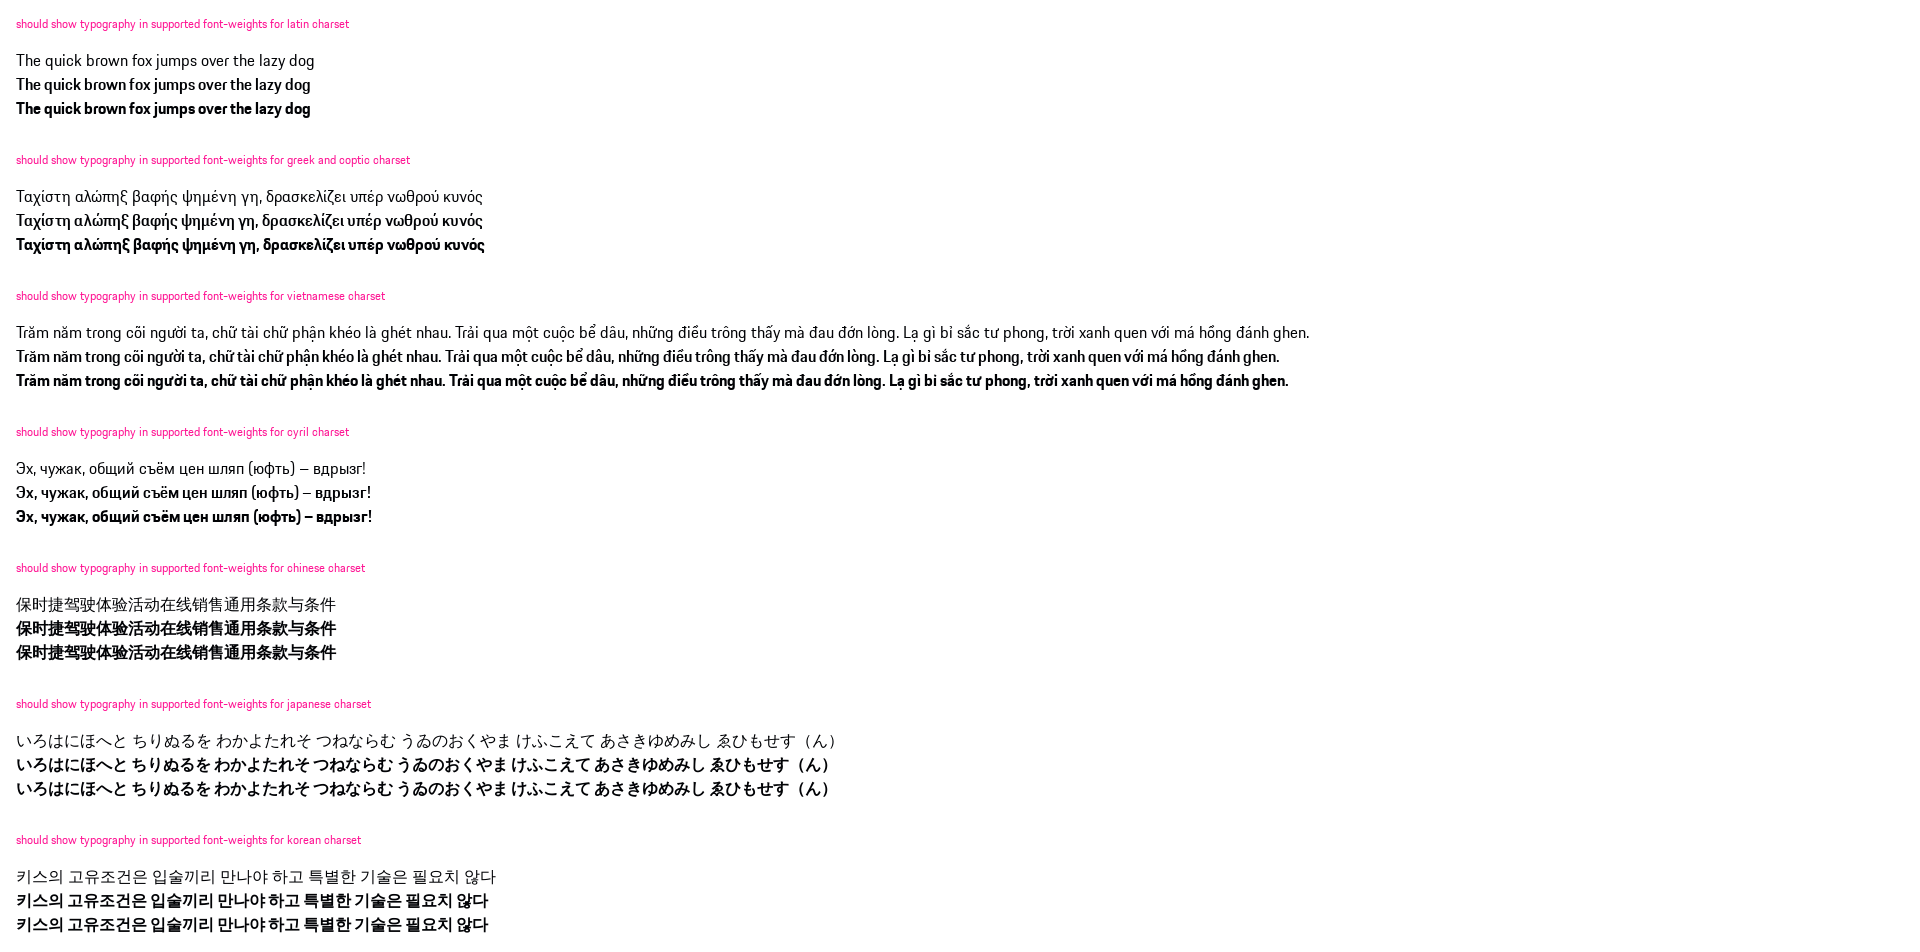 should show typography in supported font-weights for latin charset
The quick brown fox jumps over the lazy dog
The quick brown fox jumps over the lazy dog
The quick brown fox jumps over the lazy dog
should show typography in supported font-weights for greek and coptic charset
Ταχίστη αλώπηξ βαφής ψημένη γη, δρασκελίζει υπέρ νωθρού κυνός
Ταχίστη αλώπηξ βαφής ψημένη γη, δρασκελίζει υπέρ νωθρού κυνός
Ταχίστη αλώπηξ βαφής ψημένη γη, δρασκελίζει υπέρ νωθρού κυνός
should show typography in supported font-weights for vietnamese charset
Trăm năm trong cõi người ta, chữ tài chữ phận khéo là ghét nhau. Trải qua một cuộc bể dâu, những điều trông thấy mà đau đớn lòng. Lạ gì bỉ sắc tư phong, trời xanh quen với má hồng đánh ghen.
Trăm năm trong cõi người ta, chữ tài chữ phận khéo là ghét nhau. Trải qua một cuộc bể dâu, những điều trông thấy mà đau đớn lòng. Lạ gì bỉ sắc tư phong, trời xanh quen với má hồng đánh ghen.
Trăm năm trong cõi người ta, chữ tài chữ phận khéo là ghét nhau. Trải qua một cuộc bể dâu, những điều trông thấy mà đau đớn lòng. Lạ gì bỉ sắc tư phong, trời xanh quen với má hồng đánh ghen.
should show typography in supported font-weights for cyril charset
Эх, чужак, общий съём цен шляп (юфть) – вдрызг!
Эх, чужак, общий съём цен шляп (юфть) – вдрызг!
Эх, чужак, общий съём цен шляп (юфть) – вдрызг!
should show typography in supported font-weights for chinese charset
保时捷驾驶体验活动在线销售通用条款与条件
保时捷驾驶体验活动在线销售通用条款与条件
保时捷驾驶体验活动在线销售通用条款与条件
should show typography in supported font-weights for japanese charset
いろはにほへと ちりぬるを わかよたれそ つねならむ うゐのおくやま けふこえて あさきゆめみし ゑひもせす（ん）
いろはにほへと ちりぬるを わかよたれそ つねならむ うゐのおくやま けふこえて あさきゆめみし ゑひもせす（ん）
いろはにほへと ちりぬるを わかよたれそ つねならむ うゐのおくやま けふこえて あさきゆめみし ゑひもせす（ん）
should show typography in supported font-weights for korean charset
키스의 고유조건은 입술끼리 만나야 하고 특별한 기술은 필요치 않다
키스의 고유조건은 입술끼리 만나야 하고 특별한 기술은 필요치 않다
키스의 고유조건은 입술끼리 만나야 하고 특별한 기술은 필요치 않다